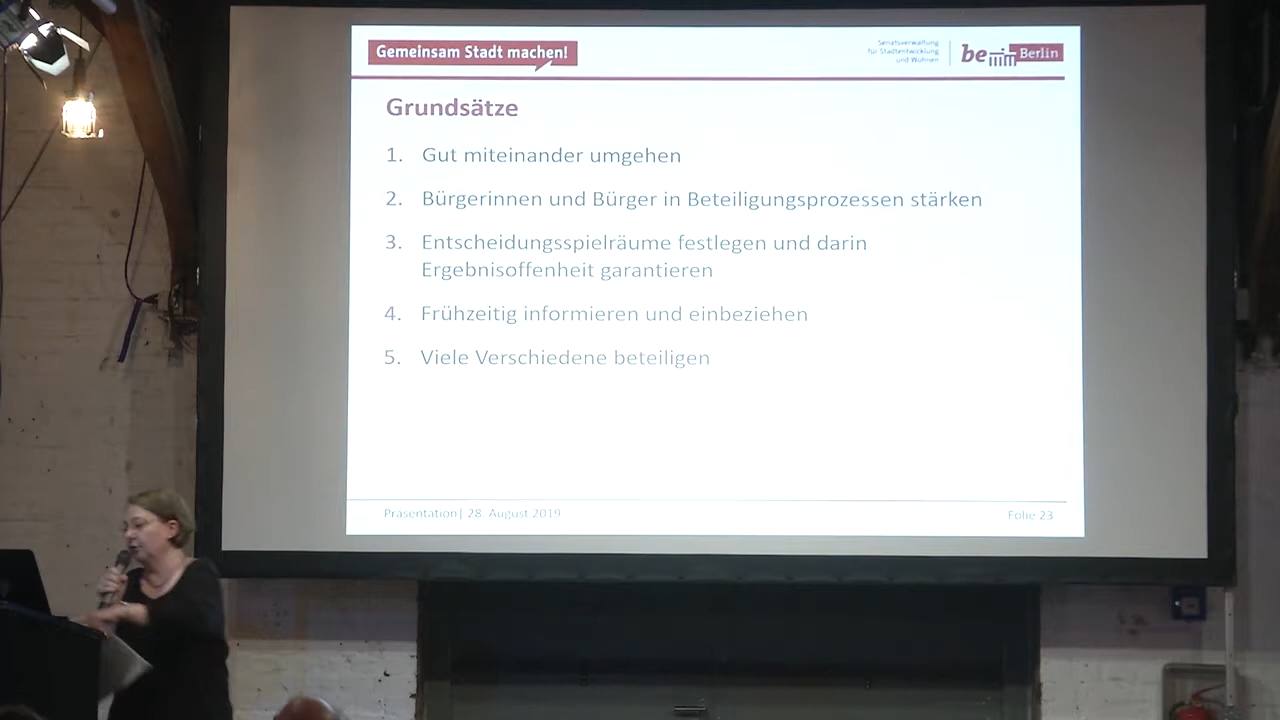 Gemeinsam Stadt machen!
Senatsverwaltung
für Stadtentwicklung
und Wohnen
be Berlin
Grundsätze
1. Gut miteinander umgehen
2. Bürgerinnen und Bürger in Beteiligungsprozessen stärken
3. Entscheidungsspielräume festlegen und darin
Ergebnisoffenheit garantieren
4. Frühzeitig informieren und einbeziehen
5. Viele Verschiedene beteiligen
Präsentation| 28. August 2019
Folie 23